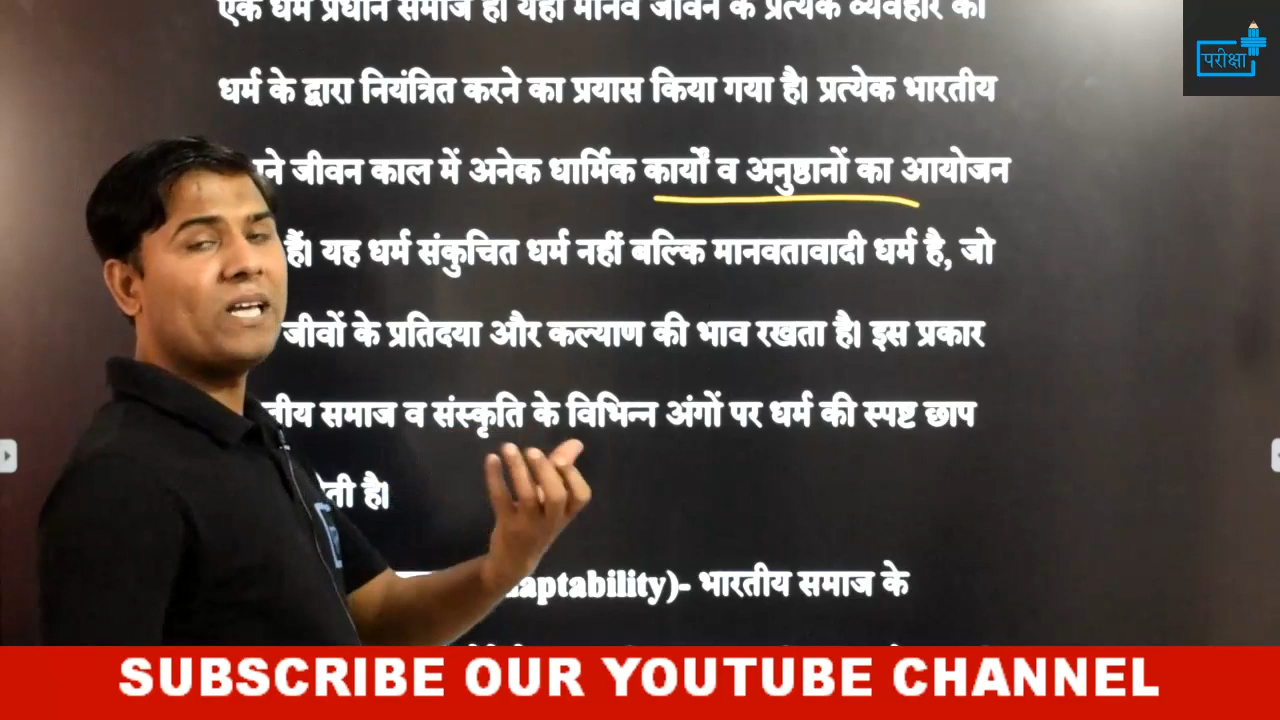 एक धर्म प्रधान समाज है। यहाँ मानव जीवन के प्रत्येक व्यवहार को
परीक्षा
धर्म के द्वारा नियंत्रित करने का प्रयास किया गया है। प्रत्येक भारतीय
ने जीवन काल में अनेक धार्मिक कार्यों व अनुष्ठानों का आयोजन
हैं। यह धर्म संकुचित धर्म नहीं बल्कि मानवतावादी धर्म है, जो
जीवों के प्रतिदया और कल्याण की भाव रखता है। इस प्रकार
तीय समाज व संस्कृति के विभिन्न अंगों पर धर्म की स्पष्ट छाप
है।
daptability)- भारतीय समाज के
SUBSCRIBE OUR YOUTUBE CHANNEL